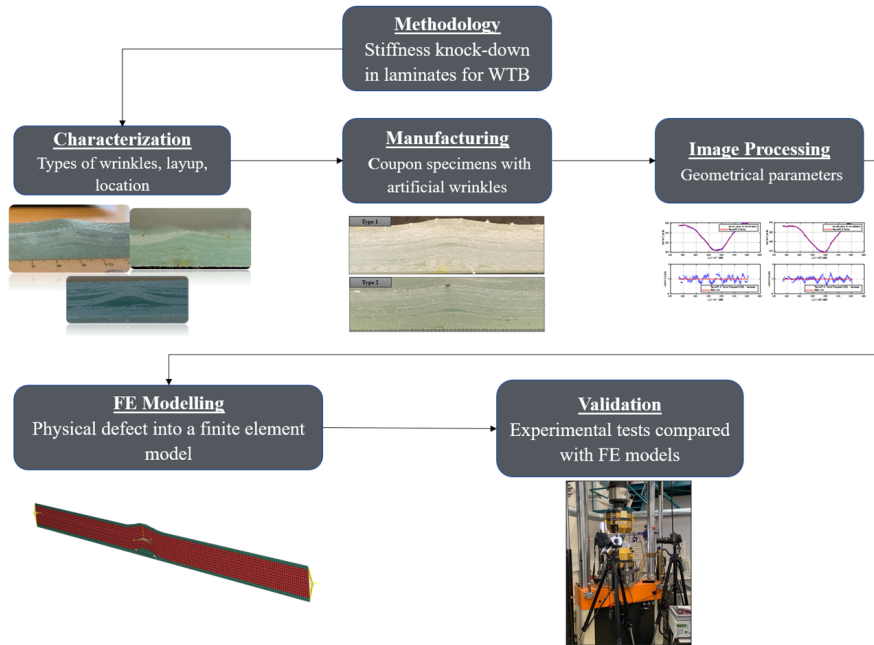 Methodology
Stiffness knock-down
in laminates for WTB
Characterization
Types of wrinkles, layup,
location
Manufacturing
Coupon specimens with
artificial wrinkles
Image Processing
Geometrical parameters
Type 1
Type 2
FE Modelling
Physical defect into a finite element
model
Validation
Experimental tests compared
with FE models